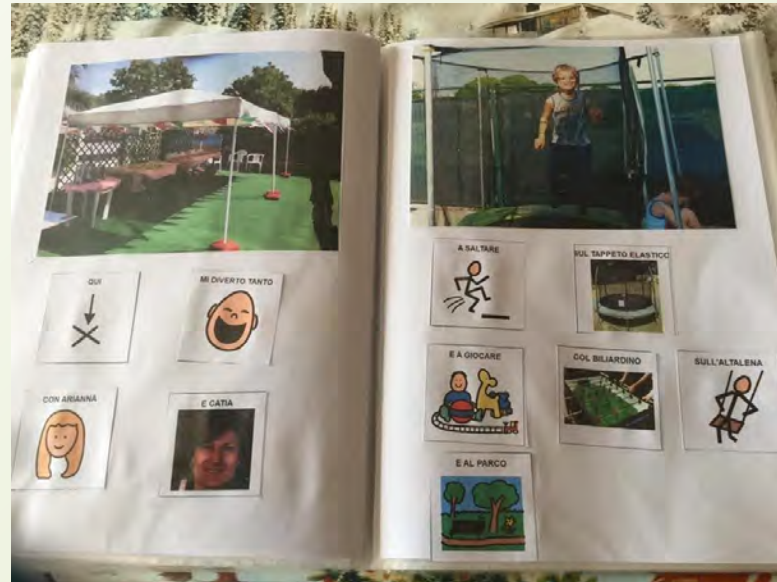 QUI
MI DIVERTO TANTO
CON ARIANNA
E CATIA
A SALTARE
SUL TAPPETO ELASTICO
E A GIOCARE
COL BILIARDINO
SULL'ALTALENA
E AL PARCO